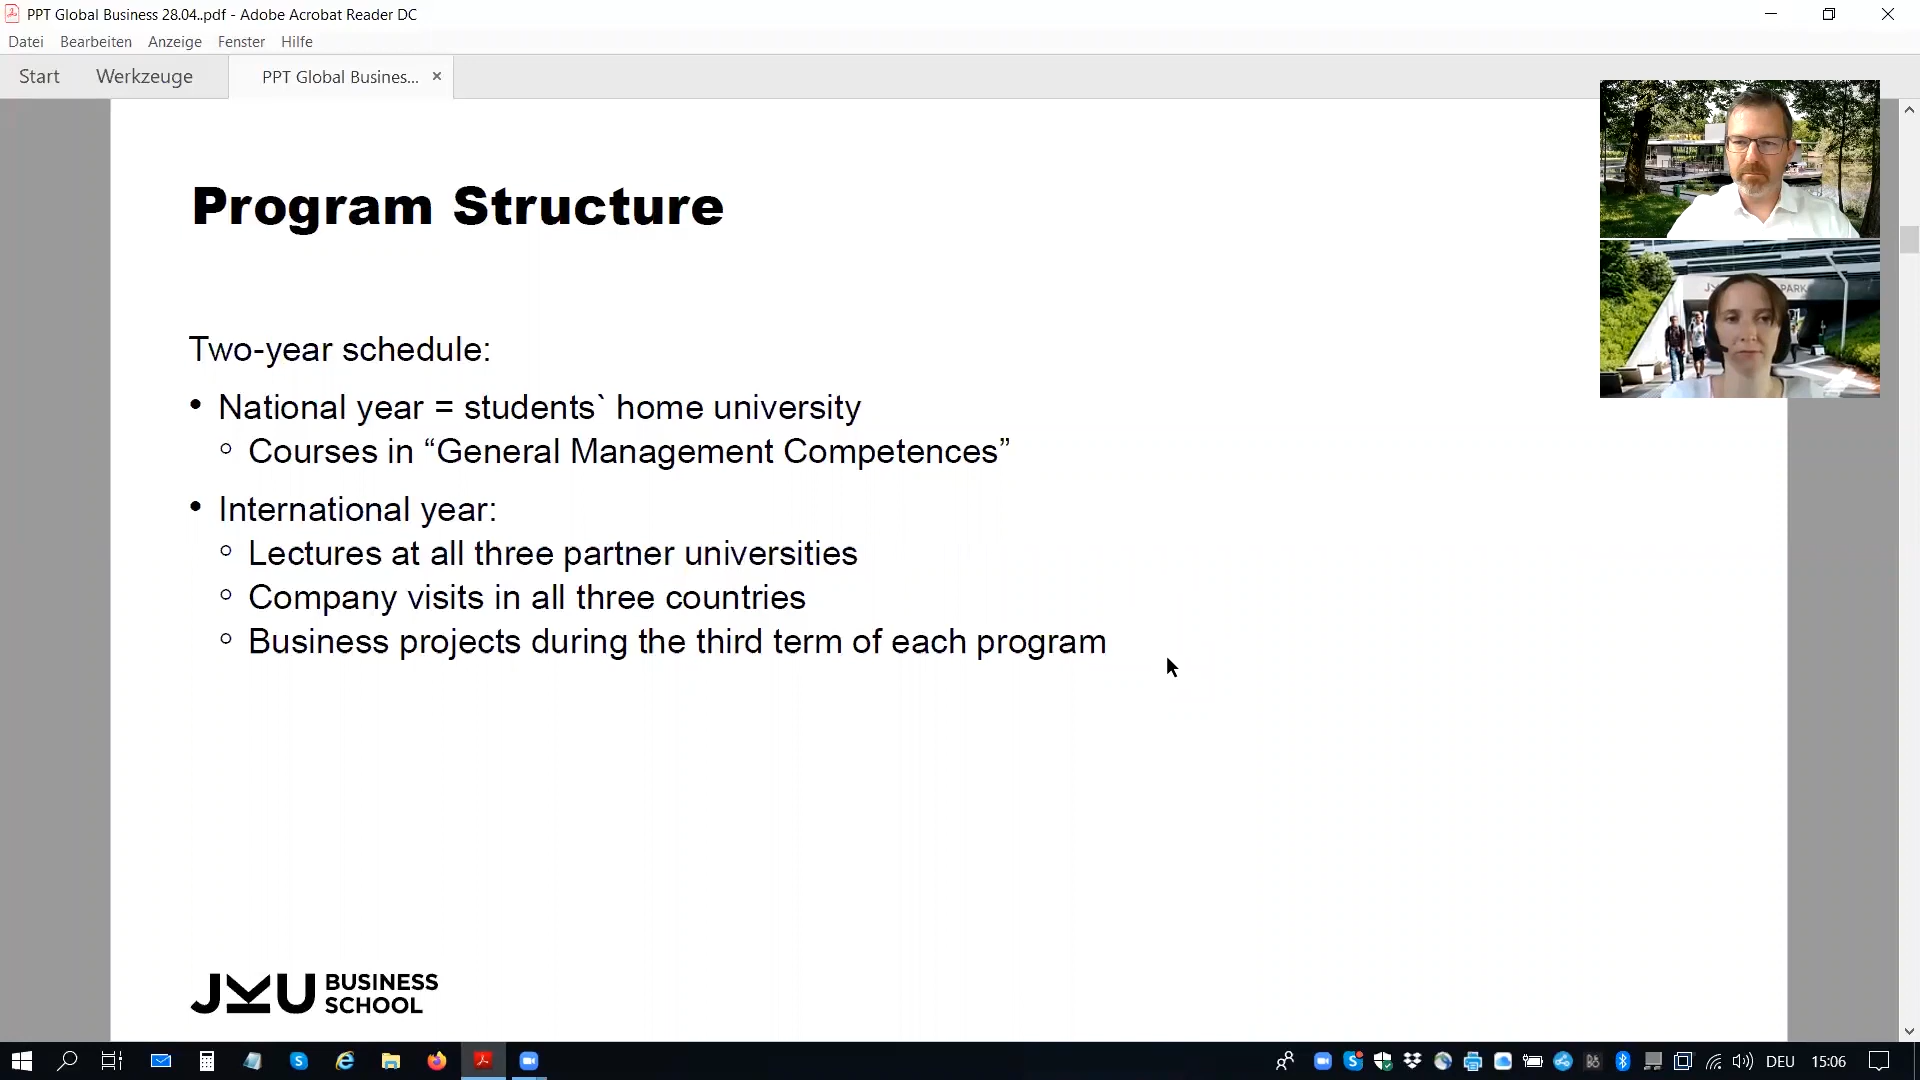 PPT Global Business 28.04..pdf - Adobe Acrobat Reader DC
Datei Bearbeiten Anzeige Fenster Hilfe
Start Werkzeuge PPT Global Busines... ×
Program Structure
Two-year schedule:
• National year = students` home university
○ Courses in “General Management Competences”
• International year:
○ Lectures at all three partner universities
○ Company visits in all three countries
○ Business projects during the third term of each program
JKU BUSINESS
SCHOOL
PARK
DEU 15:06